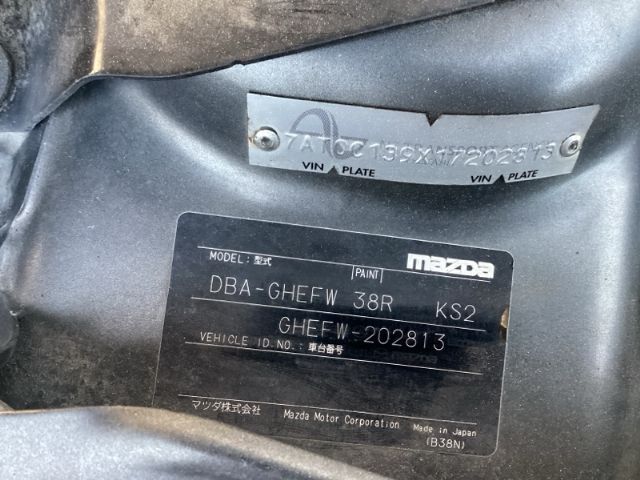 7AT0C139X17202813
VIN PLATE VIN PLATE
MODEL: 型式 PAINT mazda
DBA-GHEFW 38R KS2
GHEFW-202813
VEHICLE ID.NO.: 車台番号
マツダ株式会社 Mazda Motor Corporation Made in Japan
(B38N)